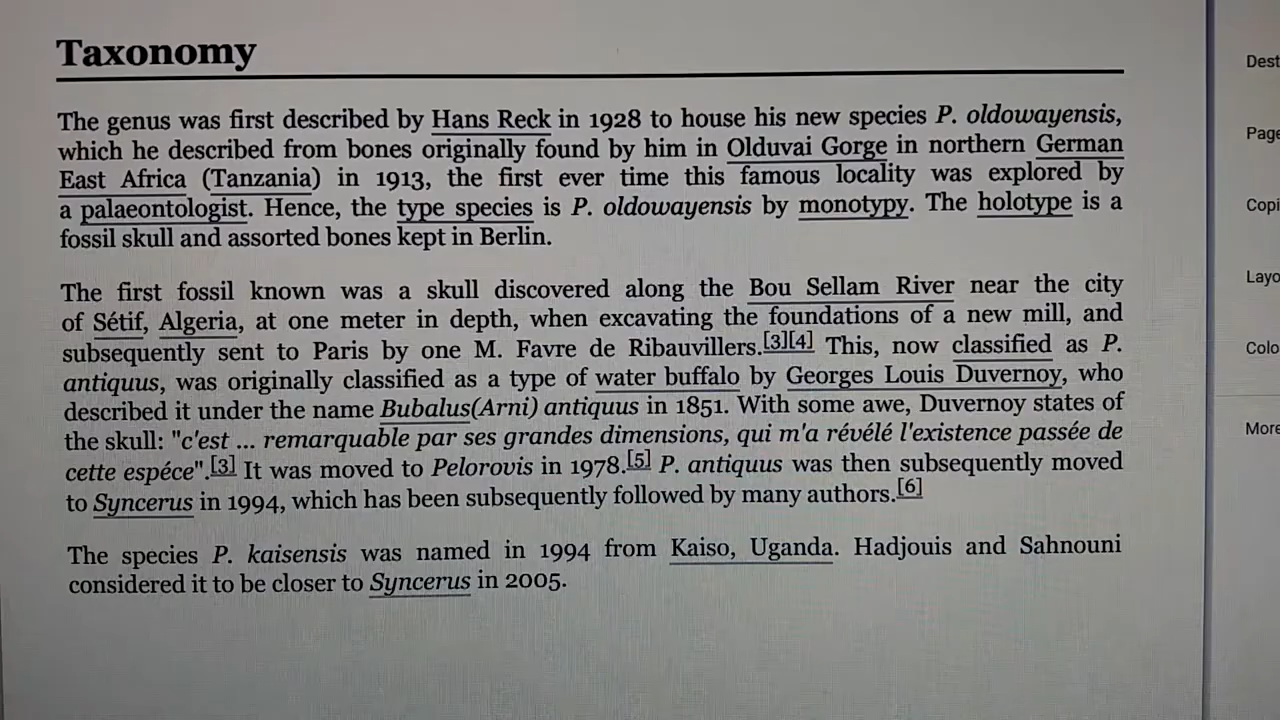 Taxonomy
The genus was first described by Hans Reck in 1928 to house his new species P. oldowayensis,
which he described from bones originally found by him in Olduvai Gorge in northern German
East Africa (Tanzania) in 1913, the first ever time this famous locality was explored by
a palaeontologist. Hence, the type species is P. oldowayensis by monotypy. The holotype is a
fossil skull and assorted bones kept in Berlin.
The first fossil known was a skull discovered along the Bou Sellam River near the city
of Sétif, Algeria, at one meter in depth, when excavating the foundations of a new mill, and
subsequently sent to Paris by one M. Favre de Ribauvillers.[3][4] This, now classified as P.
antiquus, was originally classified as a type of water buffalo by Georges Louis Duvernoy, who
described it under the name Bubalus(Arni) antiquus in 1851. With some awe, Duvernoy states of
the skull: "c'est ... remarquable par ses grandes dimensions, qui m'a révélé l'existence passée de
cette espéce".[3] It was moved to Pelorovis in 1978.[5] P. antiquus was then subsequently moved
to Syncerus in 1994, which has been subsequently followed by many authors.[6]
The species P. kaisensis was named in 1994 from Kaiso, Uganda. Hadjouis and Sahnouni
considered it to be closer to Syncerus in 2005.
Dest
Page
Copi
Layo
Colo
More